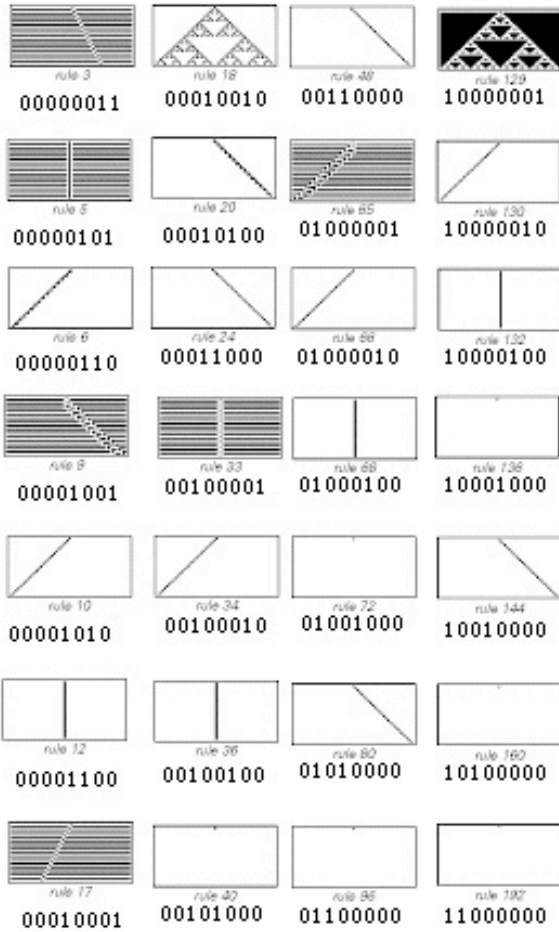 rule 3 rule 18 rule 48 rule 129
00000011 00010010 00110000 10000001
rule 5 rule 20 rule 65 rule 130
00000101 00010100 01000001 10000010
rule 6 rule 24 rule 66 rule 132
00000110 00011000 01000010 10000100
rule 9 rule 33 rule 68 rule 136
00001001 00100001 01000100 10001000
rule 10 rule 34 rule 72 rule 144
00001010 00100010 01001000 10010000
rule 12 rule 36 rule 80 rule 160
00001100 00100100 01010000 10100000
rule 17 rule 40 rule 96 rule 192
00010001 00101000 01100000 11000000